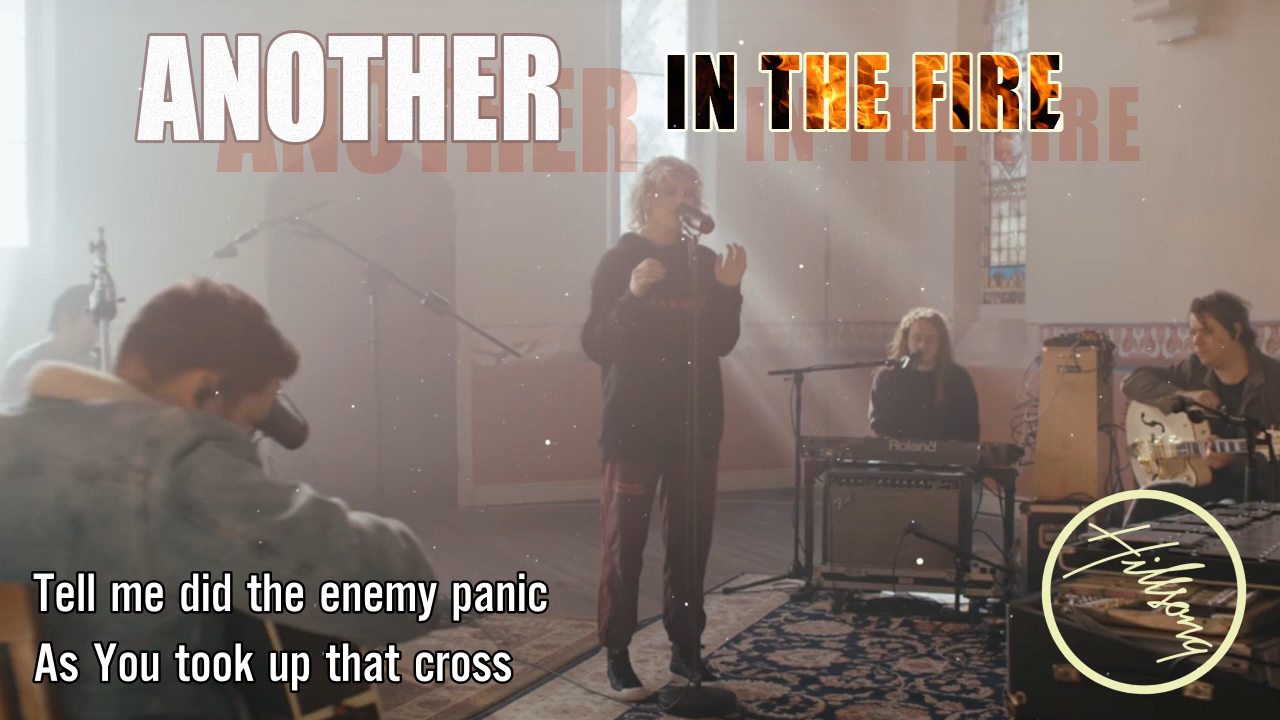 ANOTHER IN THE FIRE
Roland
Tell me did the enemy panic
As You took up that cross
Hillsong